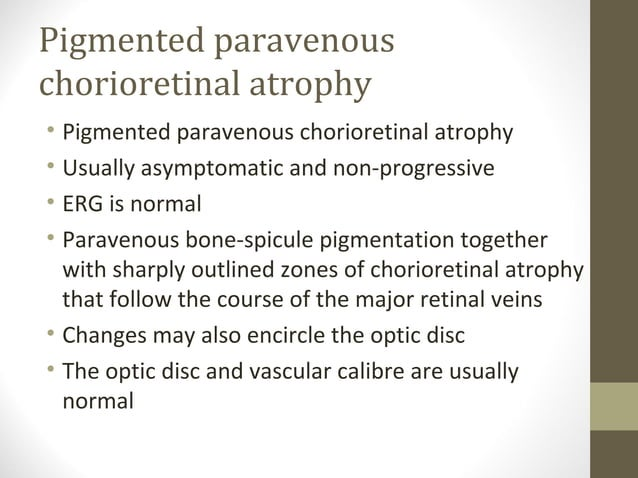 Pigmented paravenous
chorioretinal atrophy
• Pigmented paravenous chorioretinal atrophy
• Usually asymptomatic and non-progressive
• ERG is normal
• Paravenous bone-spicule pigmentation together
with sharply outlined zones of chorioretinal atrophy
that follow the course of the major retinal veins
• Changes may also encircle the optic disc
• The optic disc and vascular calibre are usually
normal